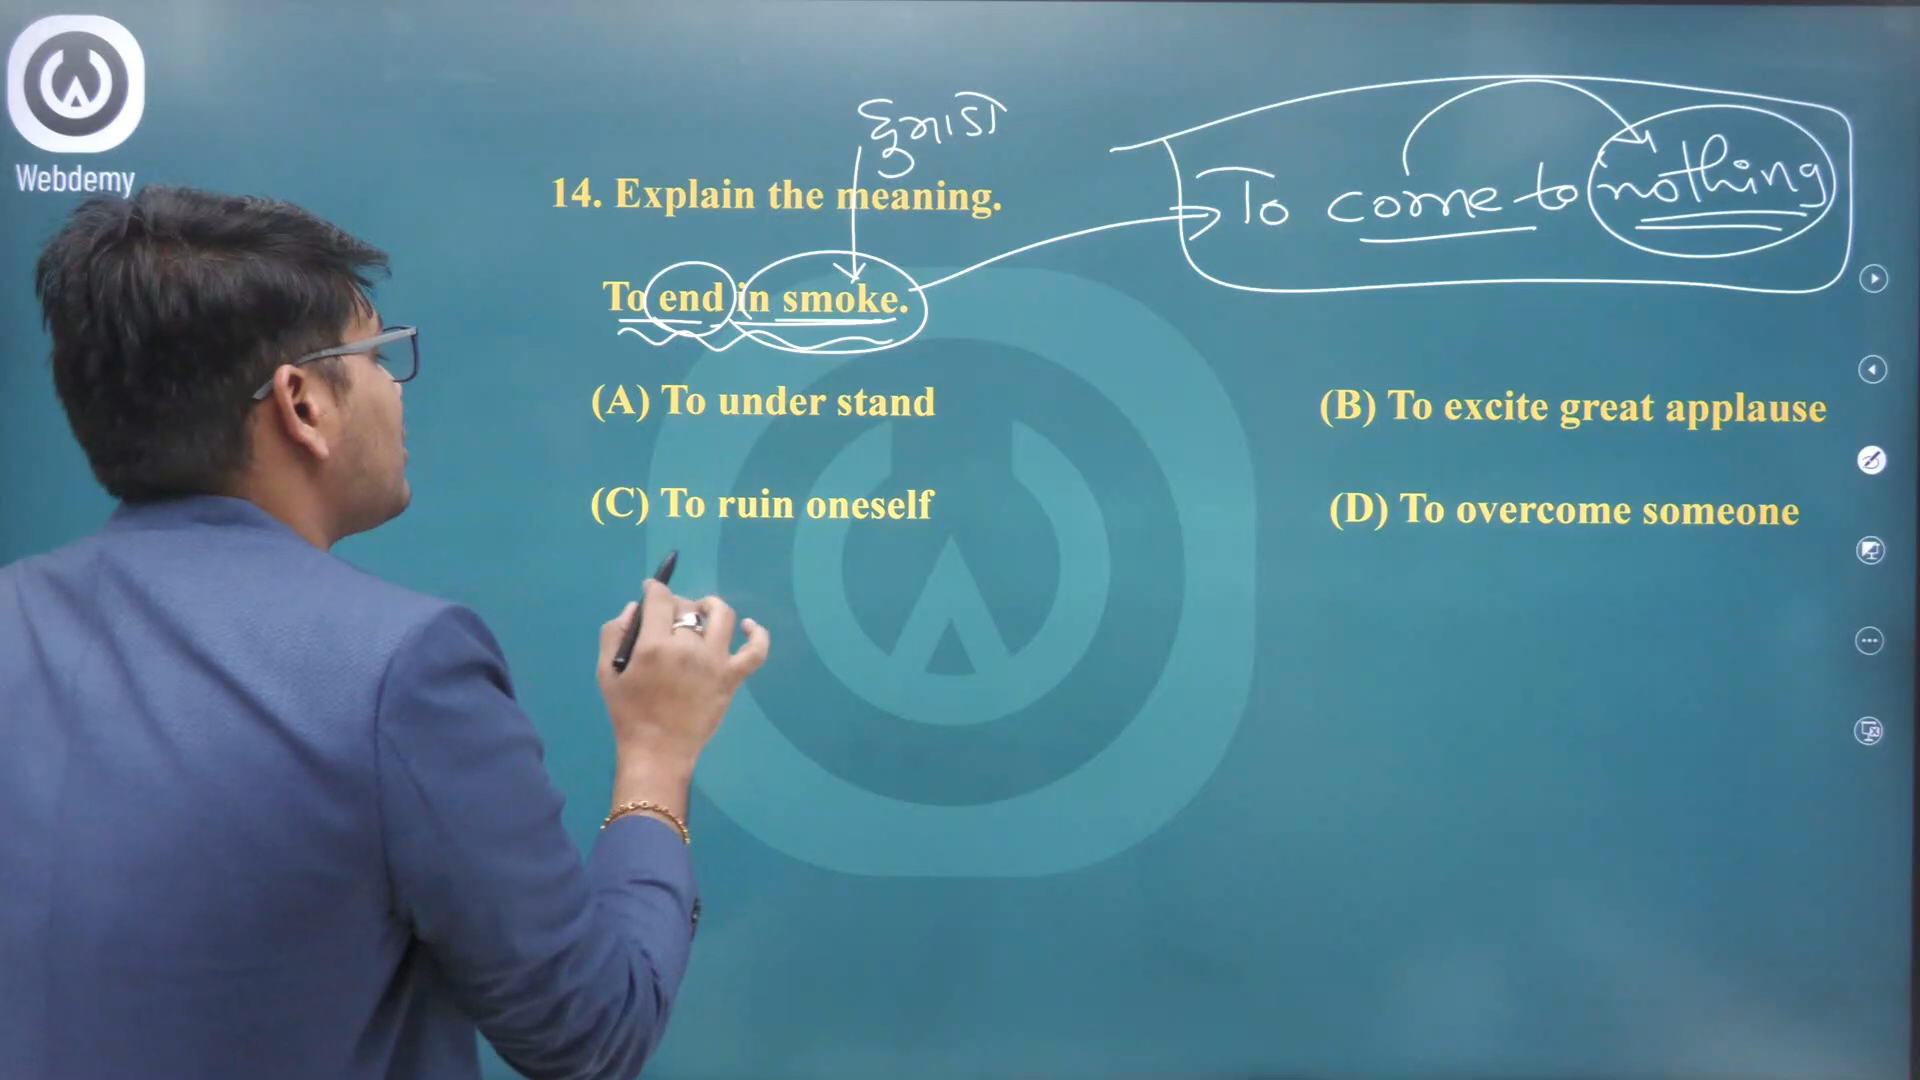 Webdemy
ધુમાડો
14. Explain the meaning.
To come to nothing
To end in smoke.
(A) To under stand
(B) To excite great applause
(C) To ruin oneself
(D) To overcome someone